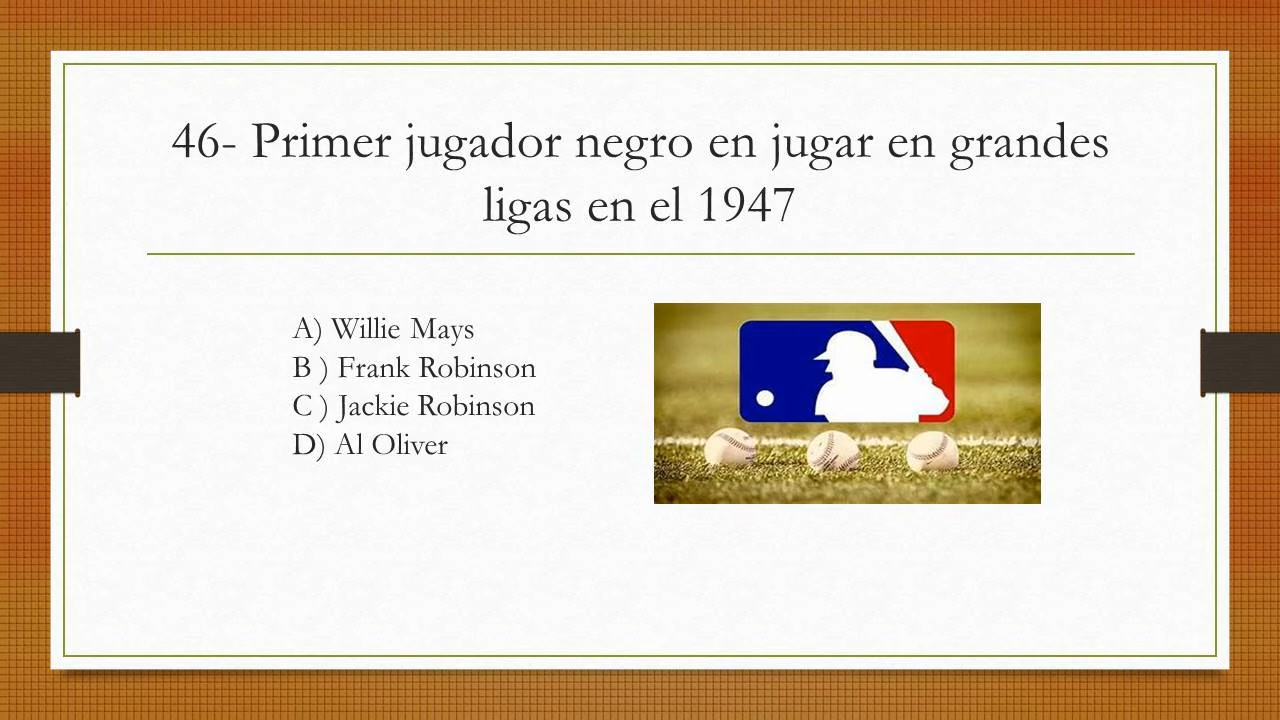 46- Primer jugador negro en jugar en grandes
ligas en el 1947
A) Willie Mays
B ) Frank Robinson
C ) Jackie Robinson
D) Al Oliver